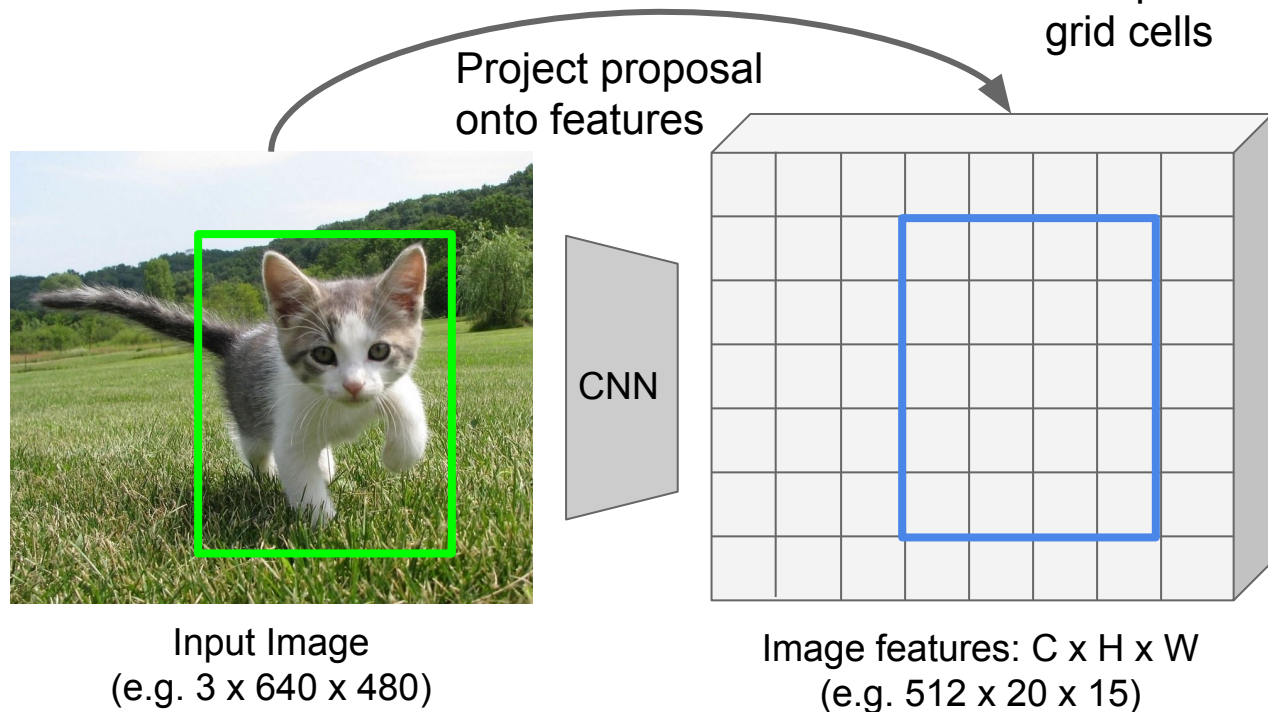 grid cells
Project proposal
onto features
CNN
Input Image
(e.g. 3 x 640 x 480)
Image features: C x H x W
(e.g. 512 x 20 x 15)